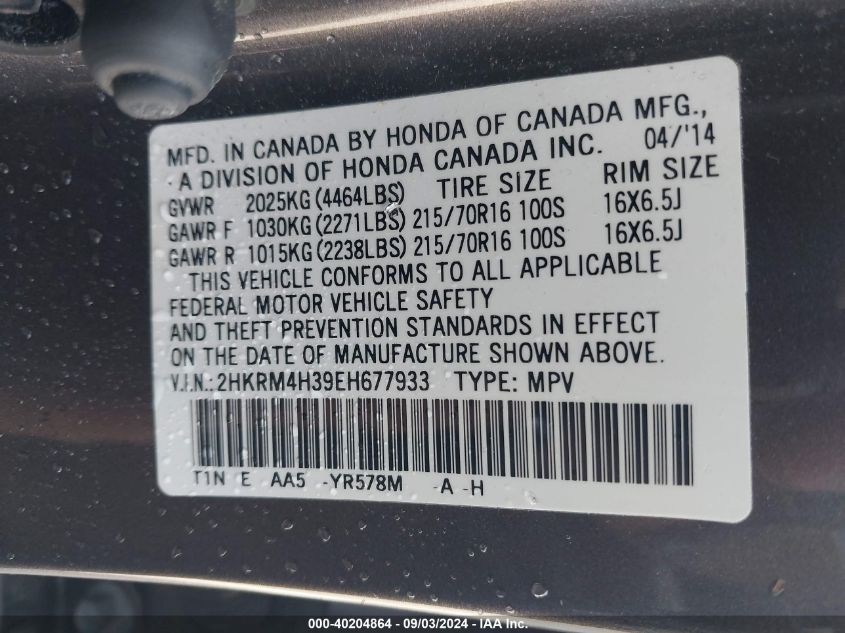 MFD. IN CANADA BY HONDA OF CANADA MFG.,
A DIVISION OF HONDA CANADA INC. 04/'14
GVWR 2025KG (4464LBS) TIRE SIZE RIM SIZE
GAWR F 1030KG (2271LBS) 215/70R16 100S 16X6.5J
GAWR R 1015KG (2238LBS) 215/70R16 100S 16X6.5J
THIS VEHICLE CONFORMS TO ALL APPLICABLE
FEDERAL MOTOR VEHICLE SAFETY
AND THEFT PREVENTION STANDARDS IN EFFECT
ON THE DATE OF MANUFACTURE SHOWN ABOVE.
V.I.N.: 2HKRM4H39EH677933 TYPE: MPV
T1N E AA5 -YR578M -A -H
000-40204864 - 09/03/2024 - IAA Inc.